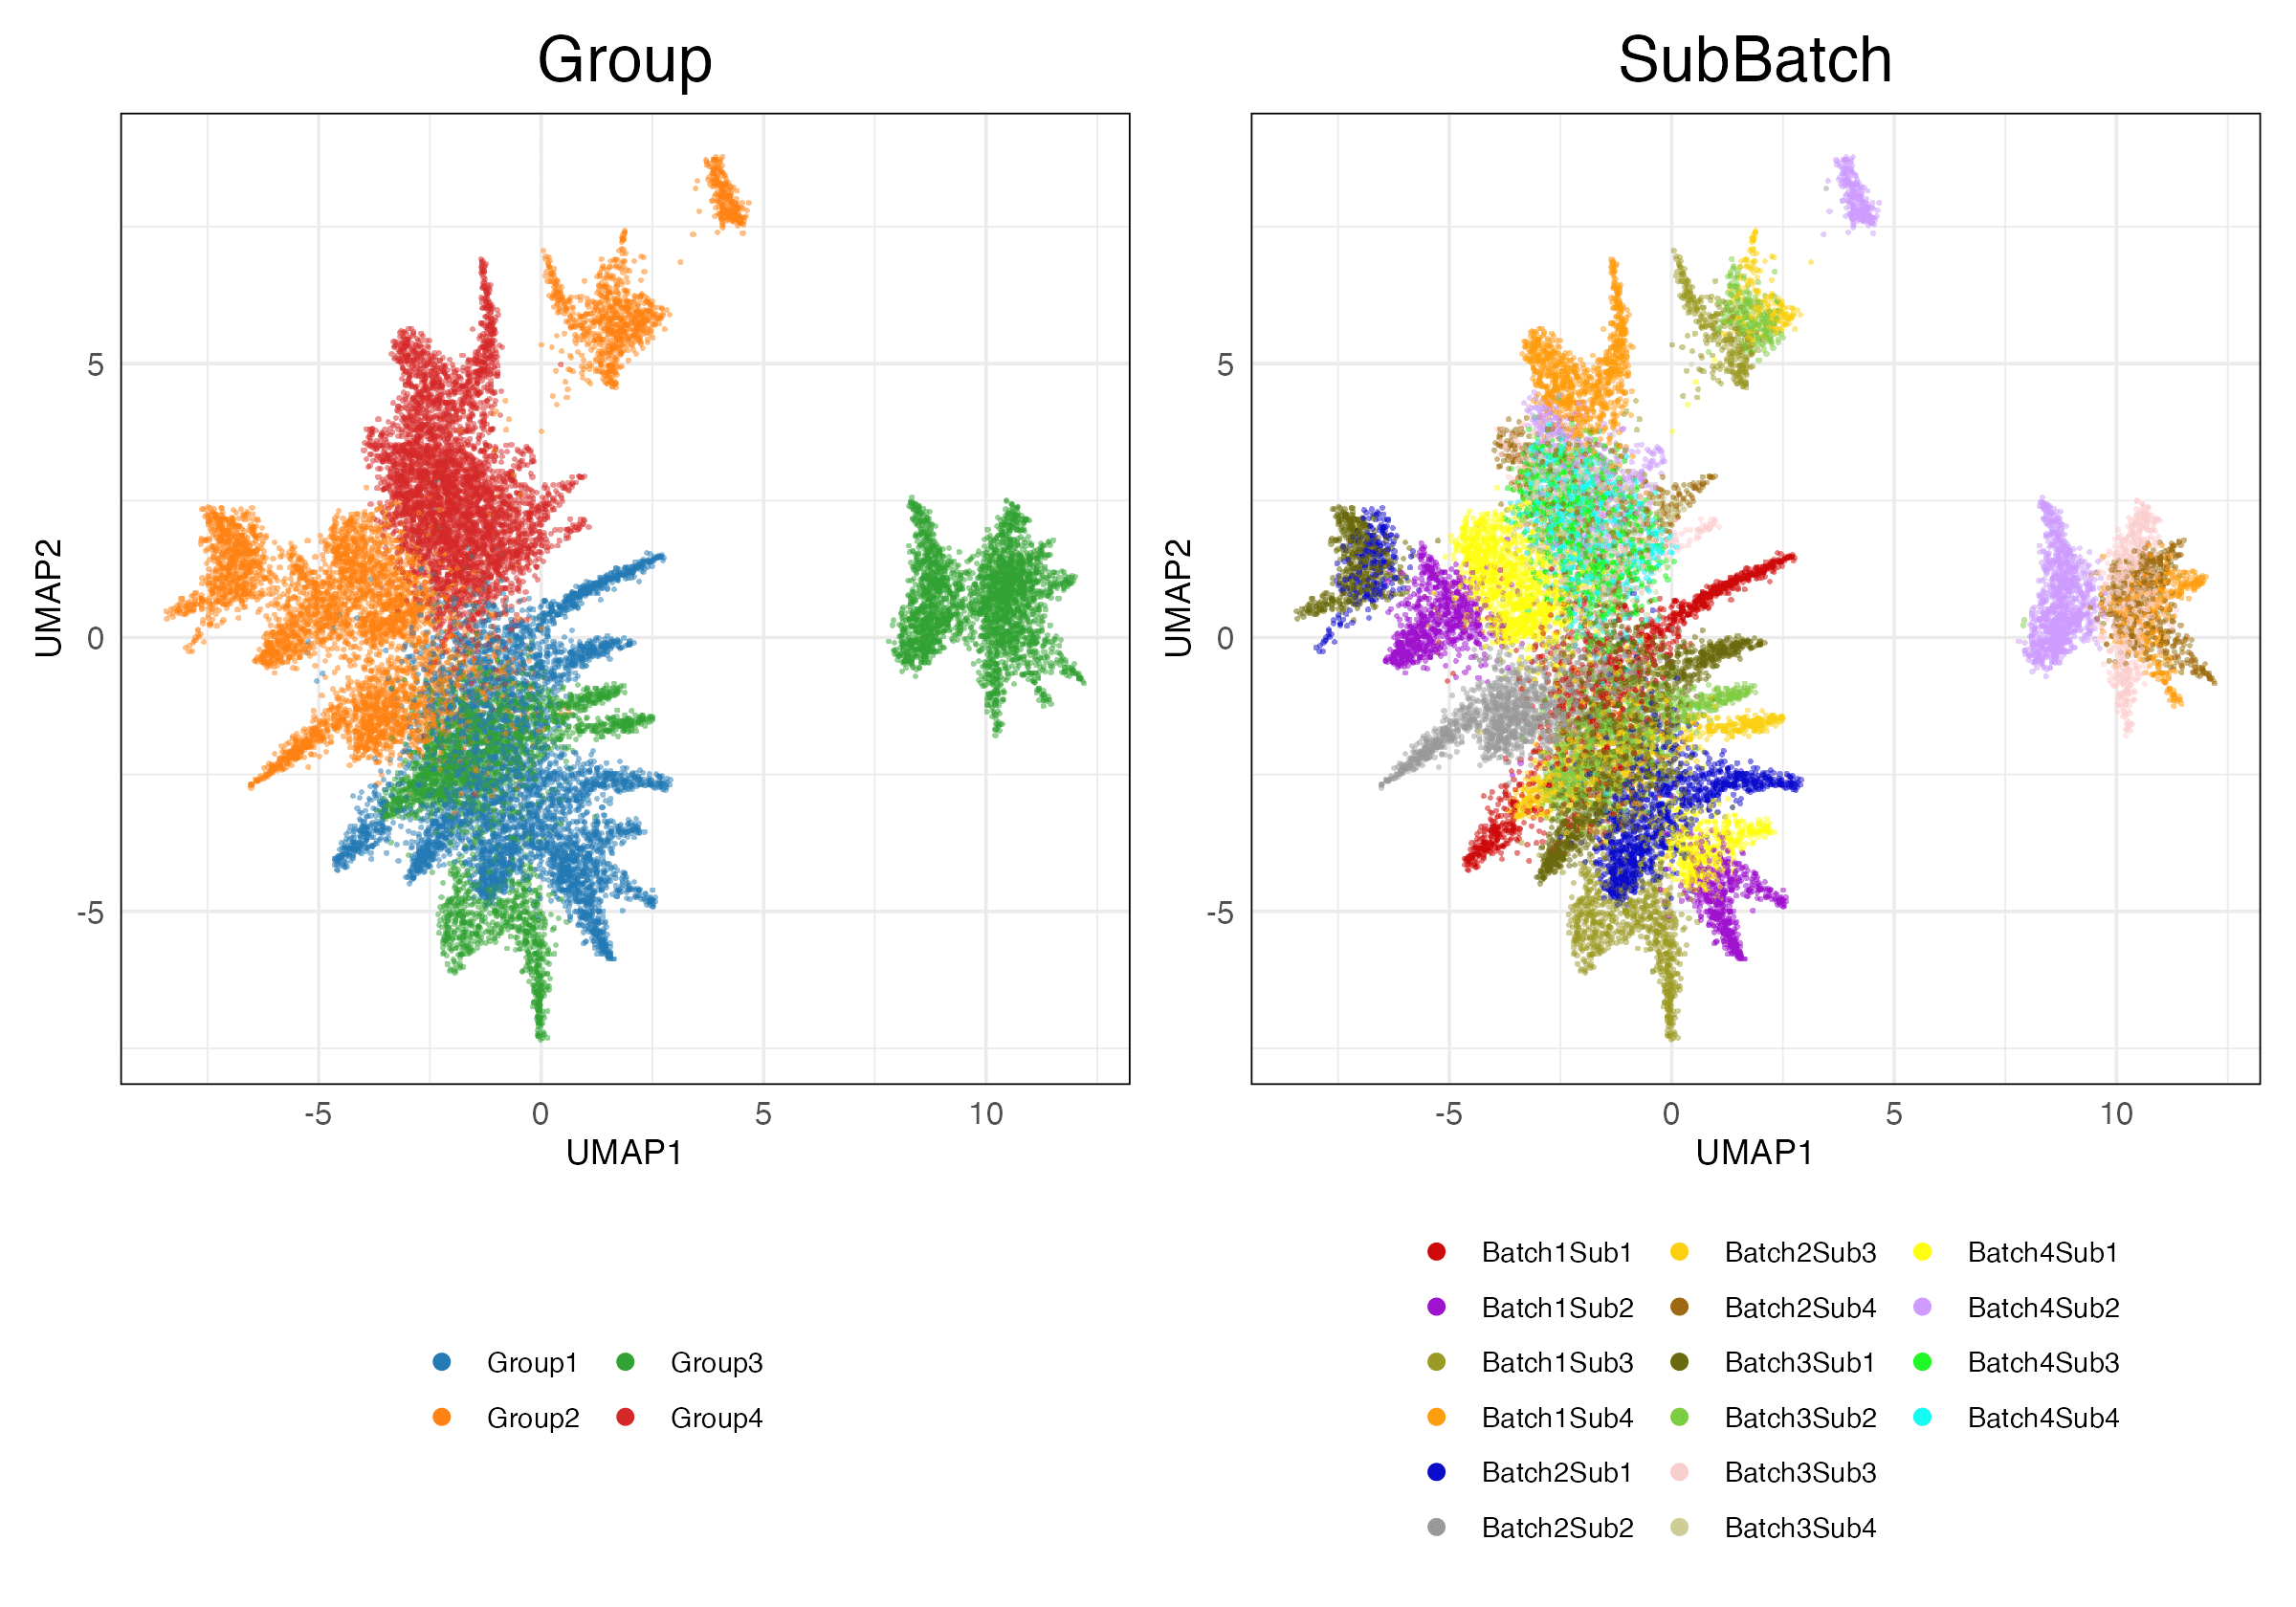 Group
SubBatch
5
0
-5
UMAP2
-5 0 5 10
UMAP1
5
0
-5
UMAP2
-5 0 5 10
UMAP1
Group1 Group3
Group2 Group4
Batch1Sub1 Batch2Sub3 Batch4Sub1
Batch1Sub2 Batch2Sub4 Batch4Sub2
Batch1Sub3 Batch3Sub1 Batch4Sub3
Batch1Sub4 Batch3Sub2 Batch4Sub4
Batch2Sub1 Batch3Sub3
Batch2Sub2 Batch3Sub4